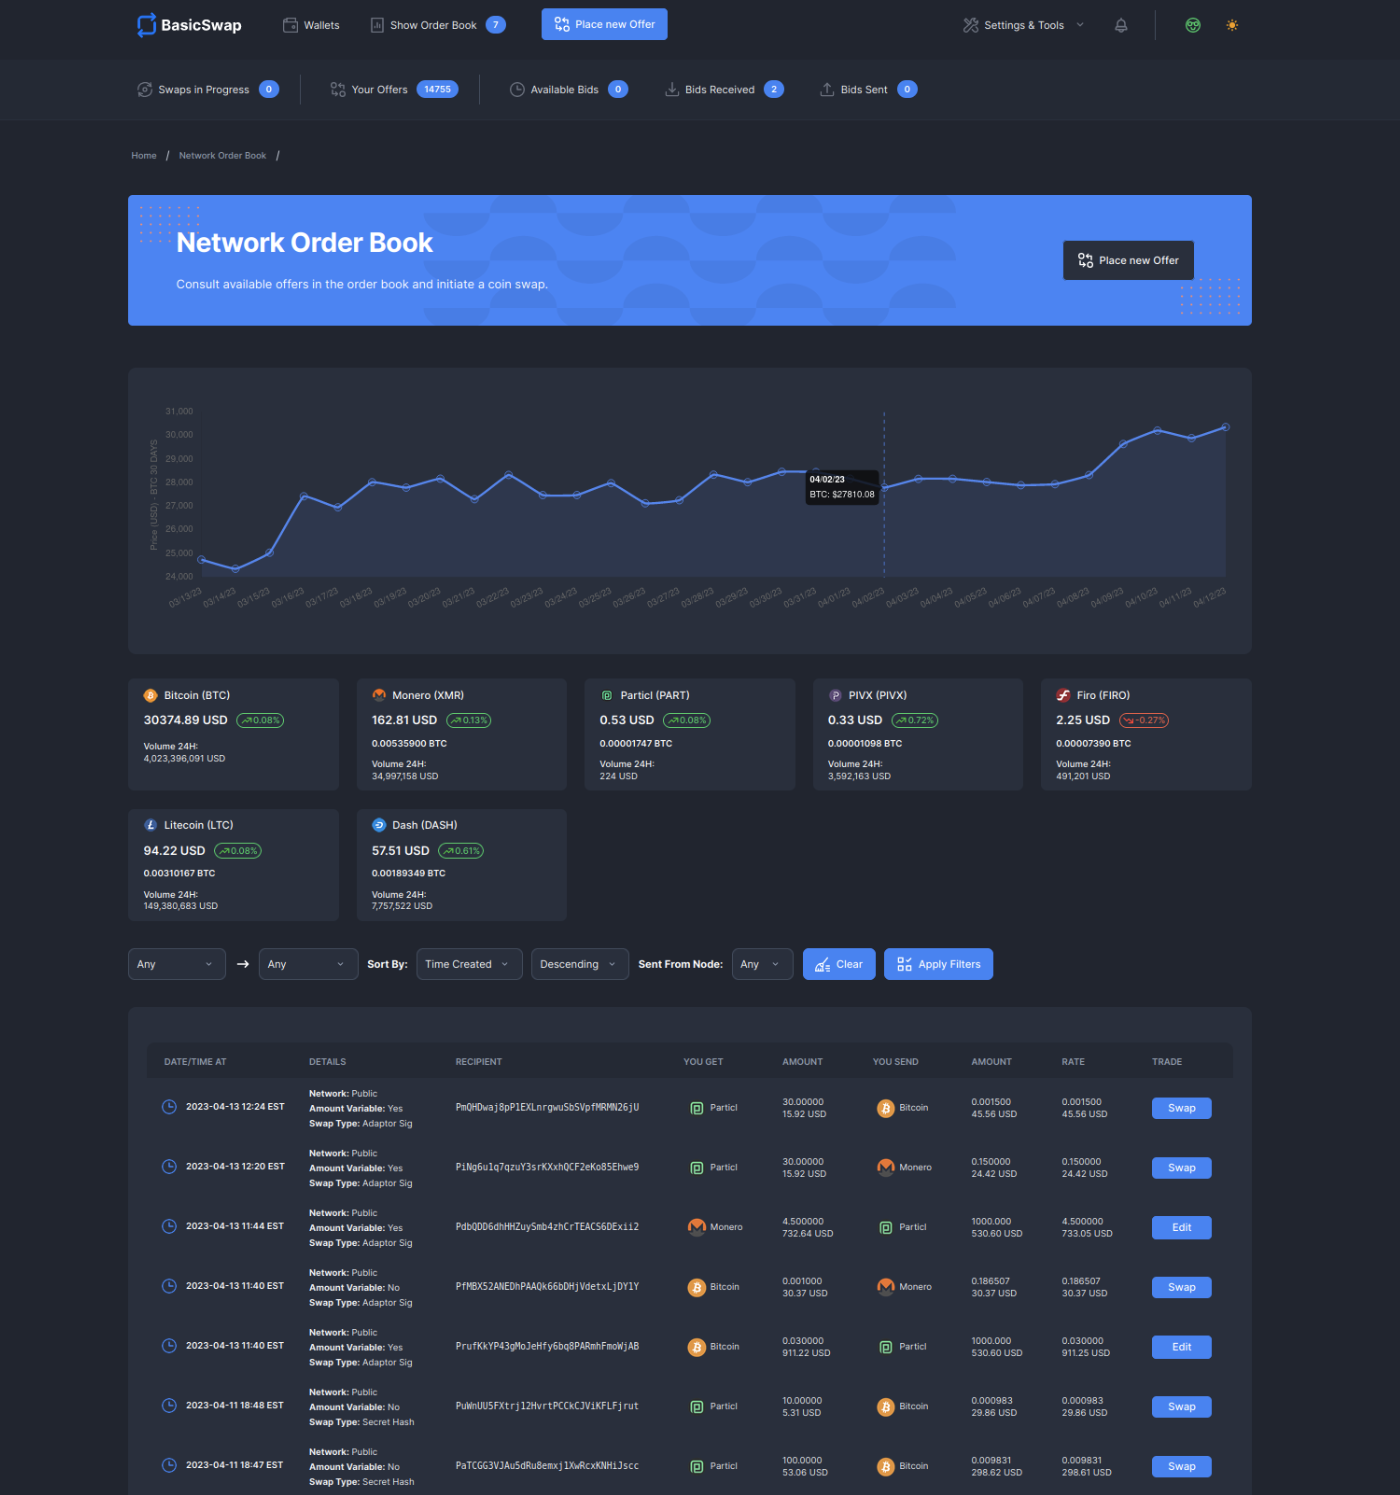 BasicSwap Wallets Show Order Book 7 Place new Offer Settings & Tools
Swaps in Progress 0 Your Offers 14755 Available Bids 0 Bids Received 2 Bids Sent 0
Home / Network Order Book /
Network Order Book
Consult available offers in the order book and initiate a coin swap.
Place new Offer
Price (USD) - BTC 30 DAYS
31,000
30,000
29,000
28,000
27,000
26,000
25,000
24,000
04/02/23
BTC: $27810.08
03/13/23 03/14/23 03/15/23 03/16/23 03/17/23 03/18/23 03/19/23 03/20/23 03/21/23 03/22/23 03/23/23 03/24/23 03/25/23 03/26/23 03/27/23 03/28/23 03/29/23 03/30/23 03/31/23 04/01/23 04/02/23 04/03/23 04/04/23 04/05/23 04/06/23 04/07/23 04/08/23 04/09/23 04/10/23 04/11/23 04/12/23
Bitcoin (BTC)
30374.89 USD 0.08%
Volume 24H:
4,023,396,091 USD
Monero (XMR)
162.81 USD 0.13%
0.00535900 BTC
Volume 24H:
34,997,158 USD
Particl (PART)
0.53 USD 0.08%
0.00001747 BTC
Volume 24H:
224 USD
PIVX (PIVX)
0.33 USD 0.72%
0.00001098 BTC
Volume 24H:
3,592,163 USD
Firo (FIRO)
2.25 USD -0.27%
0.00007390 BTC
Volume 24H:
491,201 USD
Litecoin (LTC)
94.22 USD 0.08%
0.00310167 BTC
Volume 24H:
149,380,683 USD
Dash (DASH)
57.51 USD 0.61%
0.00189349 BTC
Volume 24H:
7,757,522 USD
Any → Any Sort By: Time Created Descending Sent From Node: Any Clear Apply Filters
DATE/TIME AT DETAILS RECIPIENT YOU GET AMOUNT YOU SEND AMOUNT RATE TRADE
2023-04-13 12:24 EST
Network: Public
Amount Variable: Yes
Swap Type: Adaptor Sig
PmQHDwaj8pP1EXLnrgwuSbSVpfMRMN26jU
Particl
30.00000
15.92 USD
Bitcoin
0.001500
45.56 USD
0.001500
45.56 USD
Swap
2023-04-13 12:20 EST
Network: Public
Amount Variable: Yes
Swap Type: Adaptor Sig
PiNg6u1q7qzuY3srKXxhQCF2eKo85Ehwe9
Particl
30.00000
15.92 USD
Monero
0.150000
24.42 USD
0.150000
24.42 USD
Swap
2023-04-13 11:44 EST
Network: Public
Amount Variable: Yes
Swap Type: Adaptor Sig
PdbQDD6dhHHZuySmb4zhCrTEACS6DExii2
Monero
4.500000
732.64 USD
Particl
1000.000
530.60 USD
4.500000
733.05 USD
Edit
2023-04-13 11:40 EST
Network: Public
Amount Variable: No
Swap Type: Adaptor Sig
PfMBX52ANEDhPAAQk66bDHjVdetxLjDY1Y
Bitcoin
0.001000
30.37 USD
Monero
0.186507
30.37 USD
0.186507
30.37 USD
Swap
2023-04-13 11:40 EST
Network: Public
Amount Variable: Yes
Swap Type: Adaptor Sig
PrufKkYP43gMoJeHfy6bq8PARmhFmoWjAB
Bitcoin
0.030000
911.22 USD
Particl
1000.000
530.60 USD
0.030000
911.25 USD
Edit
2023-04-11 18:48 EST
Network: Public
Amount Variable: No
Swap Type: Secret Hash
PuWnUU5FXtrj12HvrtPCCkCJViKFLFjrut
Particl
10.00000
5.31 USD
Bitcoin
0.000983
29.86 USD
0.000983
29.86 USD
Swap
2023-04-11 18:47 EST
Network: Public
Amount Variable: No
Swap Type: Secret Hash
PaTCGG3VJAu5dRu8emxj1XwRcxKNHiJscc
Particl
100.0000
53.06 USD
Bitcoin
0.009831
298.62 USD
0.009831
298.61 USD
Swap